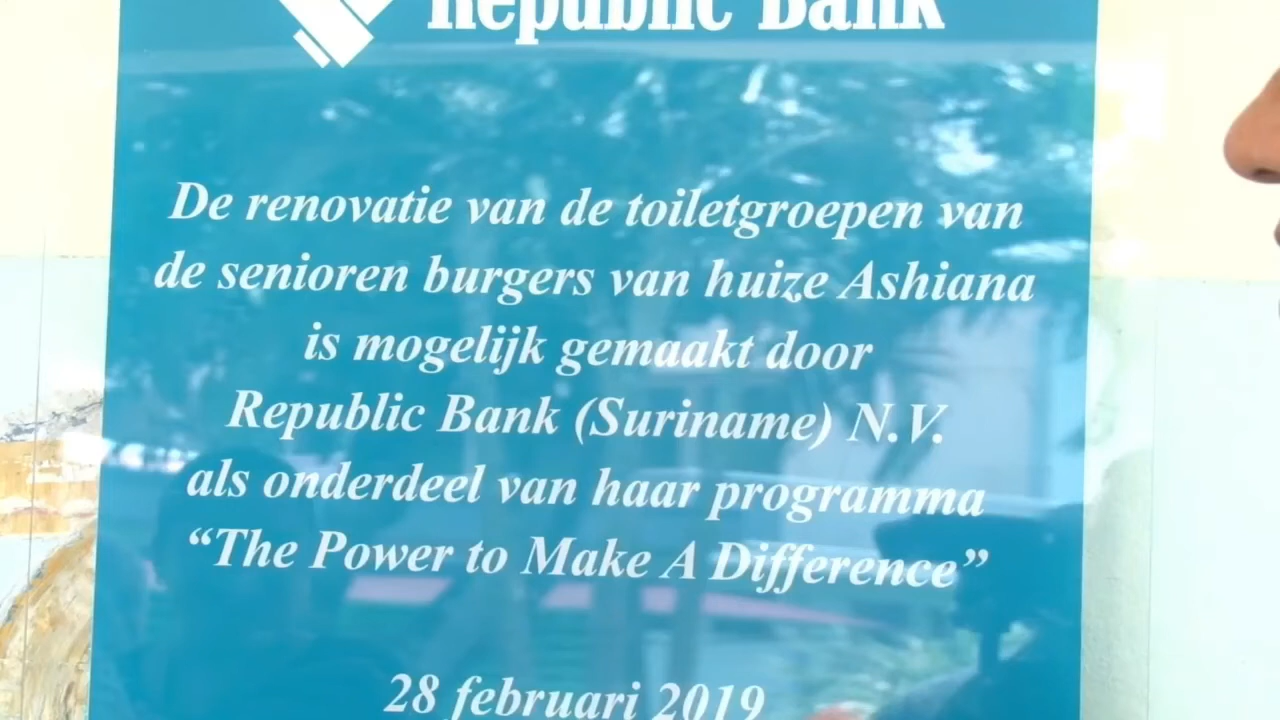 Republic Bank
De renovatie van de toiletgroepen van
de senioren burgers van huize Ashiana
is mogelijk gemaakt door
Republic Bank (Suriname) N.V.
als onderdeel van haar programma
“The Power to Make A Difference”
28 februari 2019